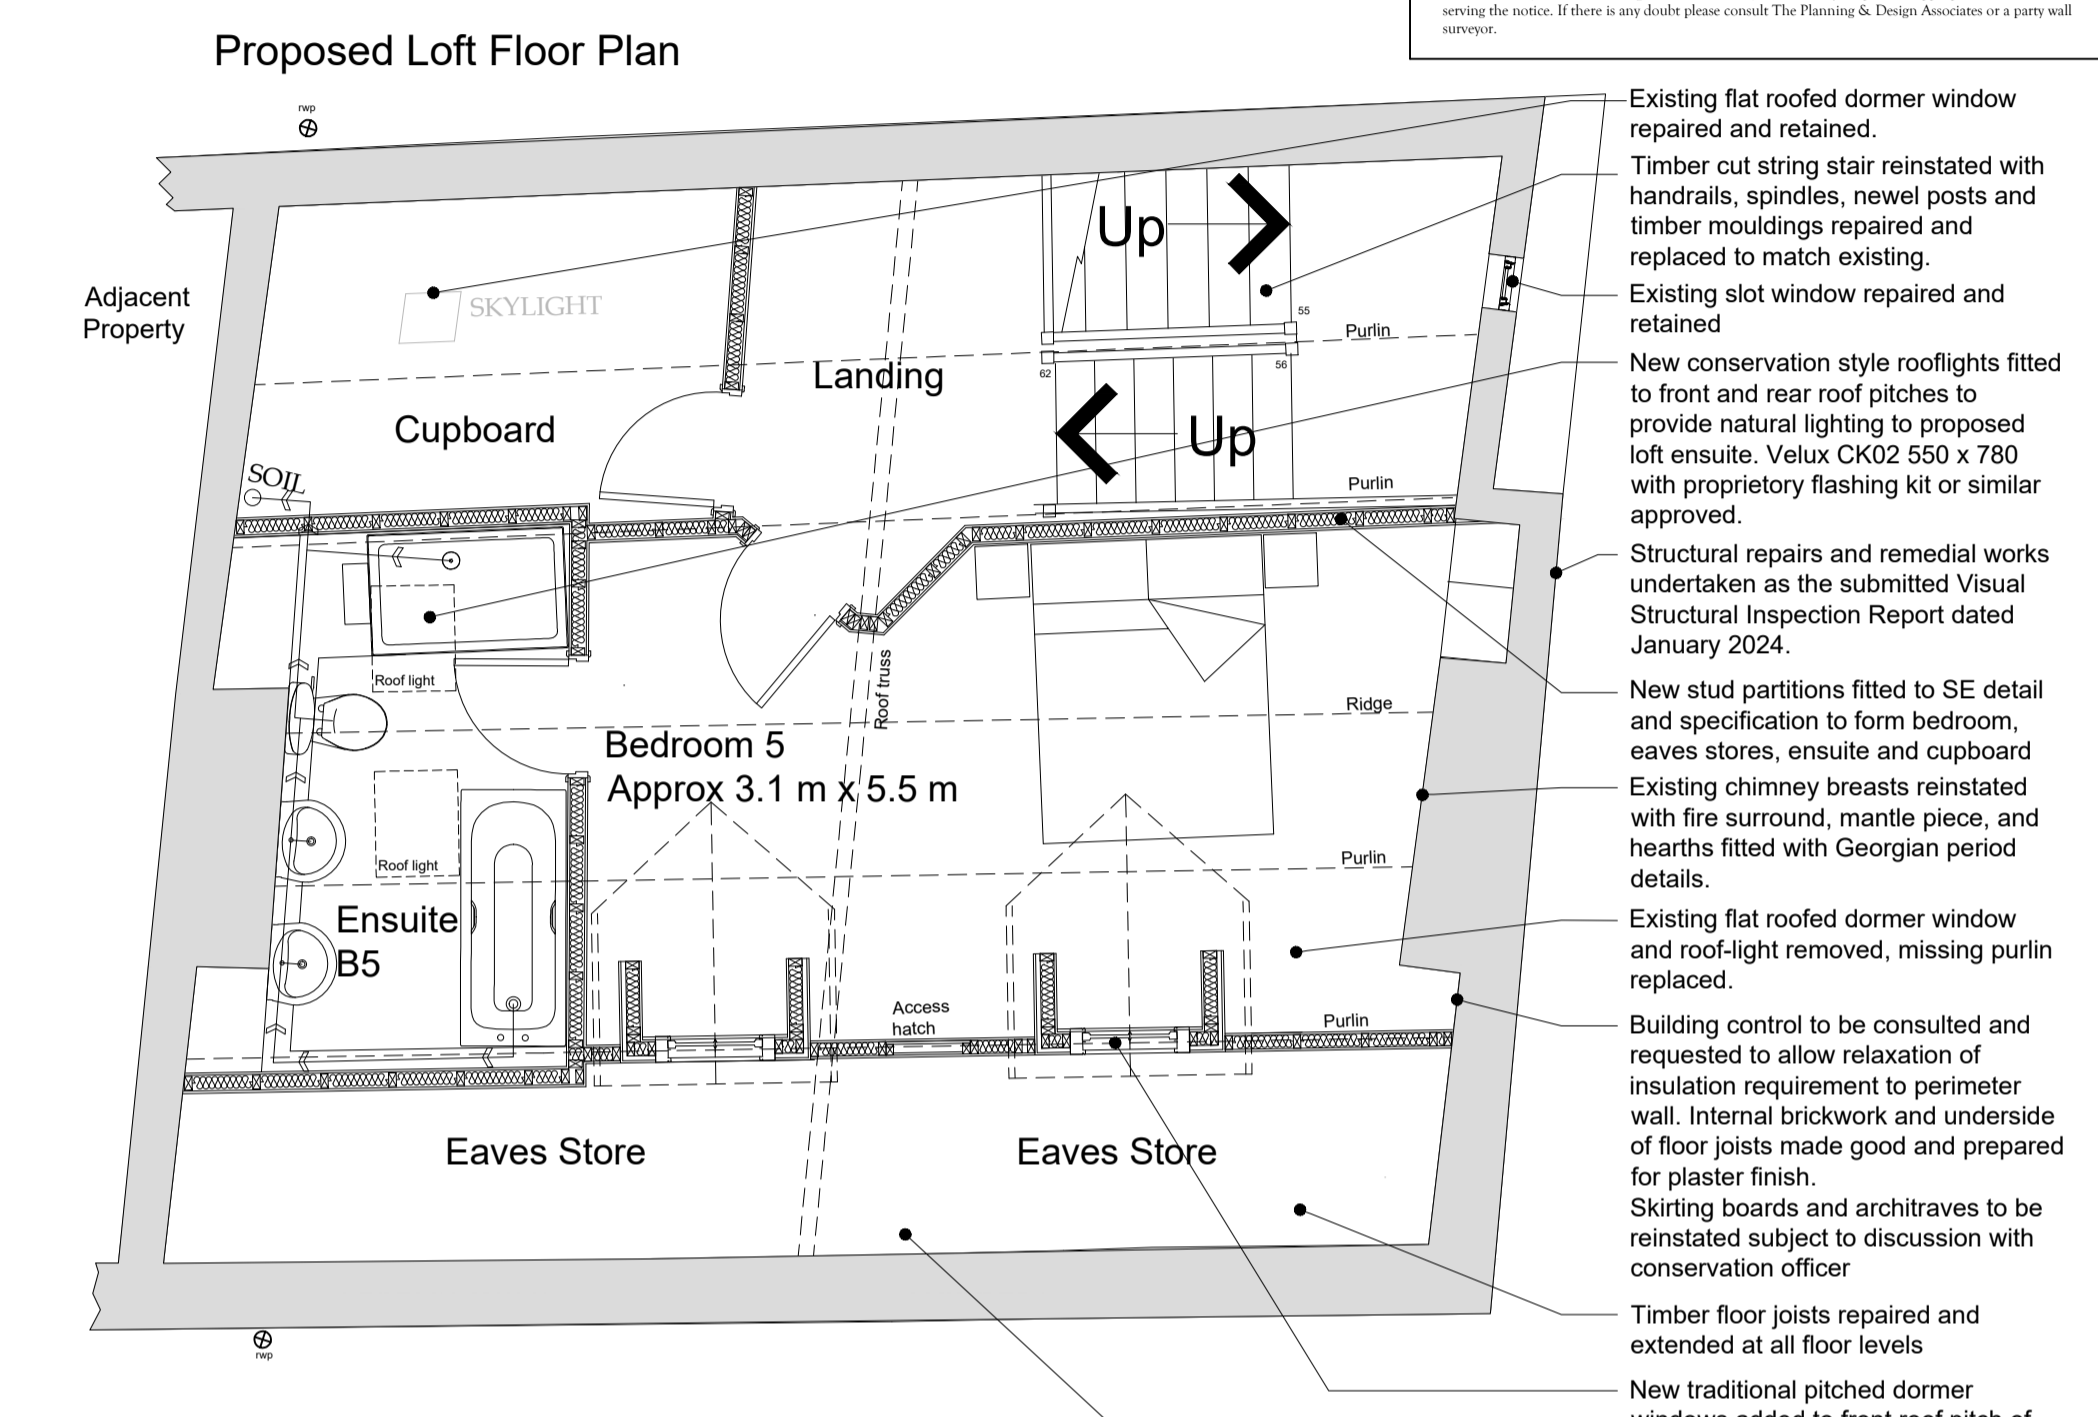 serving the notice. If there is any doubt please consult The Planning & Design Associates or a party wall
surveyor.
Proposed Loft Floor Plan
rwp
Adjacent
Property
SKYLIGHT
Cupboard
SOIL
Landing
Up
55
Purlin
62
56
Up
Purlin
Roof light
Roof truss
Ridge
Bedroom 5
Approx 3.1 m x 5.5 m
Roof light
Purlin
Ensuite
B5
Access
hatch
Purlin
Eaves Store
Eaves Store
rwp
Existing flat roofed dormer window
repaired and retained.
Timber cut string stair reinstated with
handrails, spindles, newel posts and
timber mouldings repaired and
replaced to match existing.
Existing slot window repaired and
retained
New conservation style rooflights fitted
to front and rear roof pitches to
provide natural lighting to proposed
loft ensuite. Velux CK02 550 x 780
with proprietory flashing kit or similar
approved.
Structural repairs and remedial works
undertaken as the submitted Visual
Structural Inspection Report dated
January 2024.
New stud partitions fitted to SE detail
and specification to form bedroom,
eaves stores, ensuite and cupboard
Existing chimney breasts reinstated
with fire surround, mantle piece, and
hearths fitted with Georgian period
details.
Existing flat roofed dormer window
and roof-light removed, missing purlin
replaced.
Building control to be consulted and
requested to allow relaxation of
insulation requirement to perimeter
wall. Internal brickwork and underside
of floor joists made good and prepared
for plaster finish.
Skirting boards and architraves to be
reinstated subject to discussion with
conservation officer
Timber floor joists repaired and
extended at all floor levels
New traditional pitched dormer
windows added to front roof pitch of